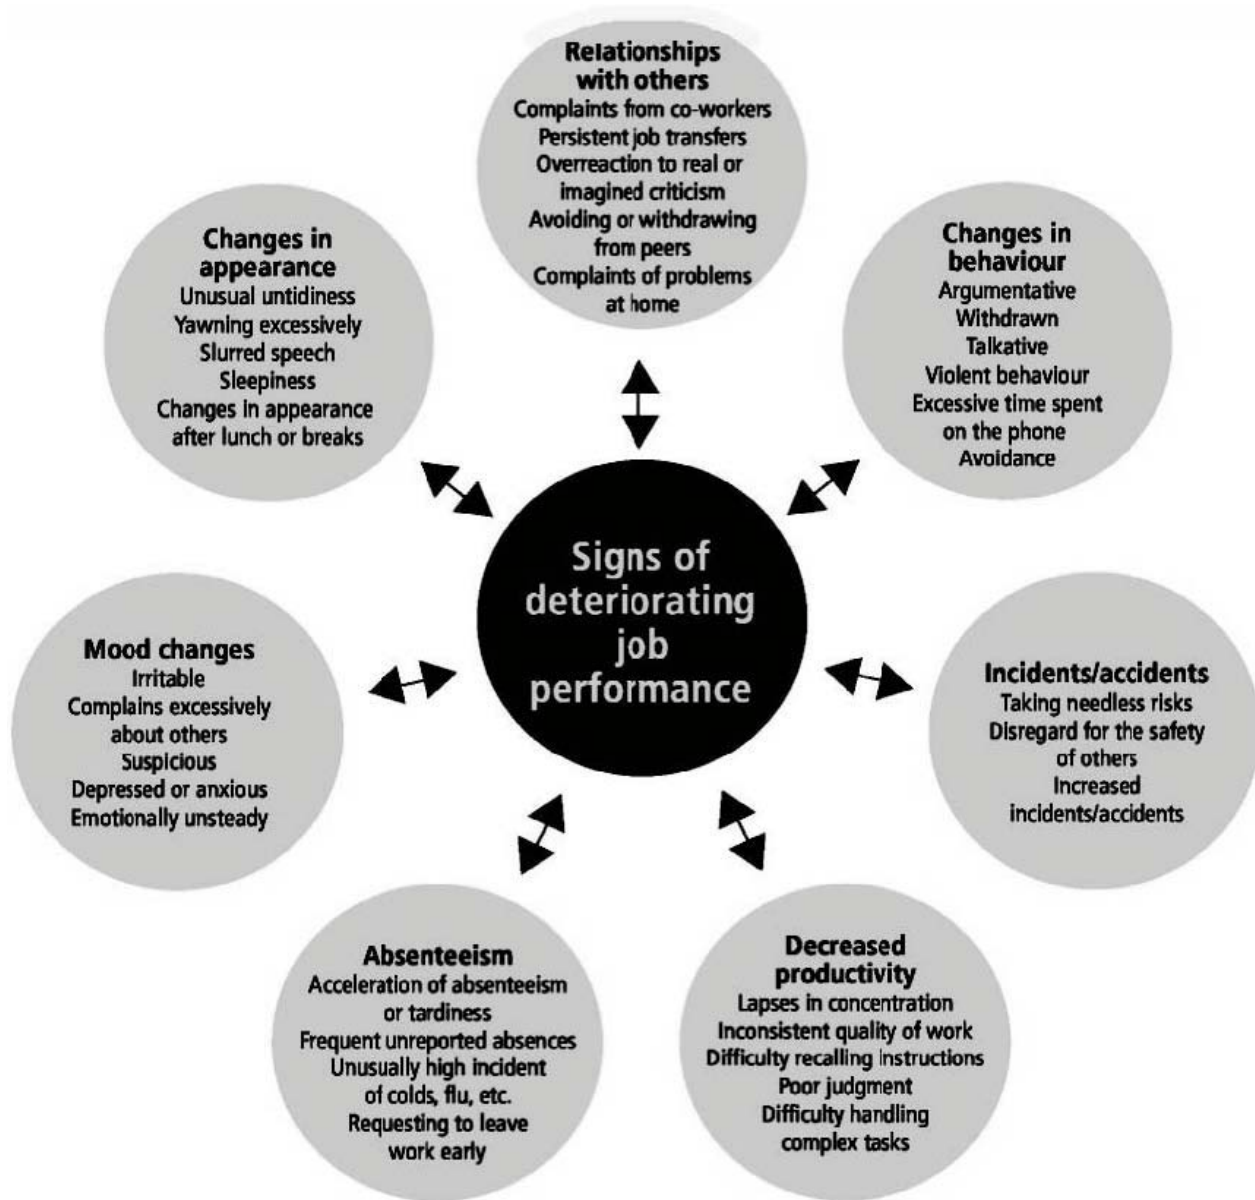 Relationships
with others
Complaints from co-workers
Persistent job transfers
Overreaction to real or
imagined criticism
Avoiding or withdrawing
from peers
Complaints of problems
at home
Changes in
behaviour
Argumentative
Withdrawn
Talkative
Violent behaviour
Excessive time spent
on the phone
Avoidance
Incidents/accidents
Taking needless risks
Disregard for the safety
of others
Increased
incidents/accidents
Decreased
productivity
Lapses in concentration
Inconsistent quality of work
Difficulty recalling instructions
Poor judgment
Difficulty handling
complex tasks
Absenteeism
Acceleration of absenteeism
or tardiness
Frequent unreported absences
Unusually high incident
of colds, flu, etc.
Requesting to leave
work early
Mood changes
Irritable
Complains excessively
about others
Suspicious
Depressed or anxious
Emotionally unsteady
Changes in
appearance
Unusual untidiness
Yawning excessively
Slurred speech
Sleepiness
Changes in appearance
after lunch or breaks
Signs of
deteriorating
job
performance